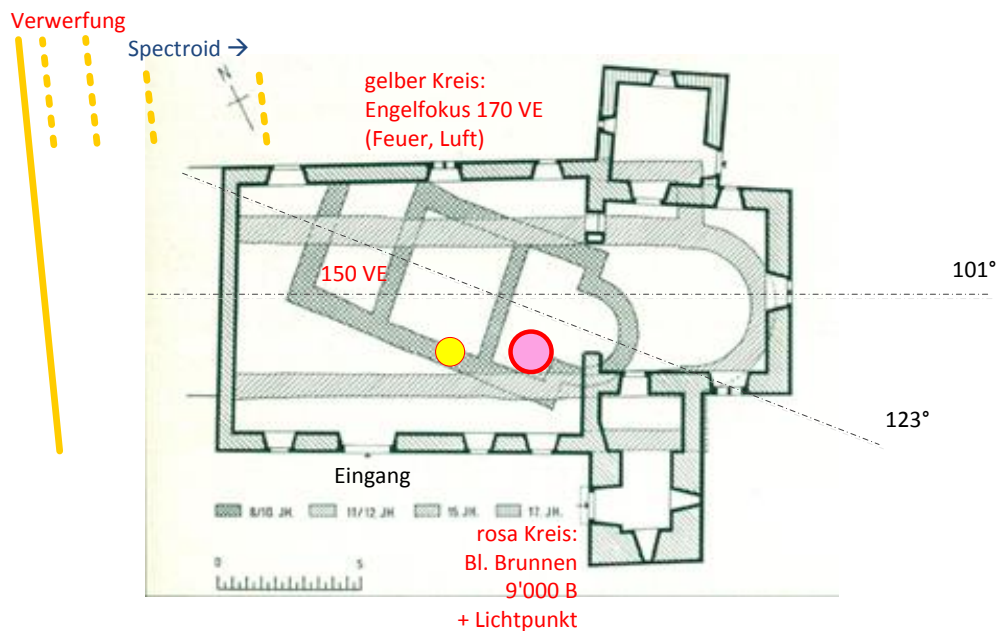 Verwerfung
Spectroid →
N
gelber Kreis:
Engelfokus 170 VE
(Feuer, Luft)
150 VE
101°
123°
Eingang
8/10 JH. 11/12 JH. 15 JH. 17. JH.
0 5
rosa Kreis:
Bl. Brunnen
9'000 B
+ Lichtpunkt